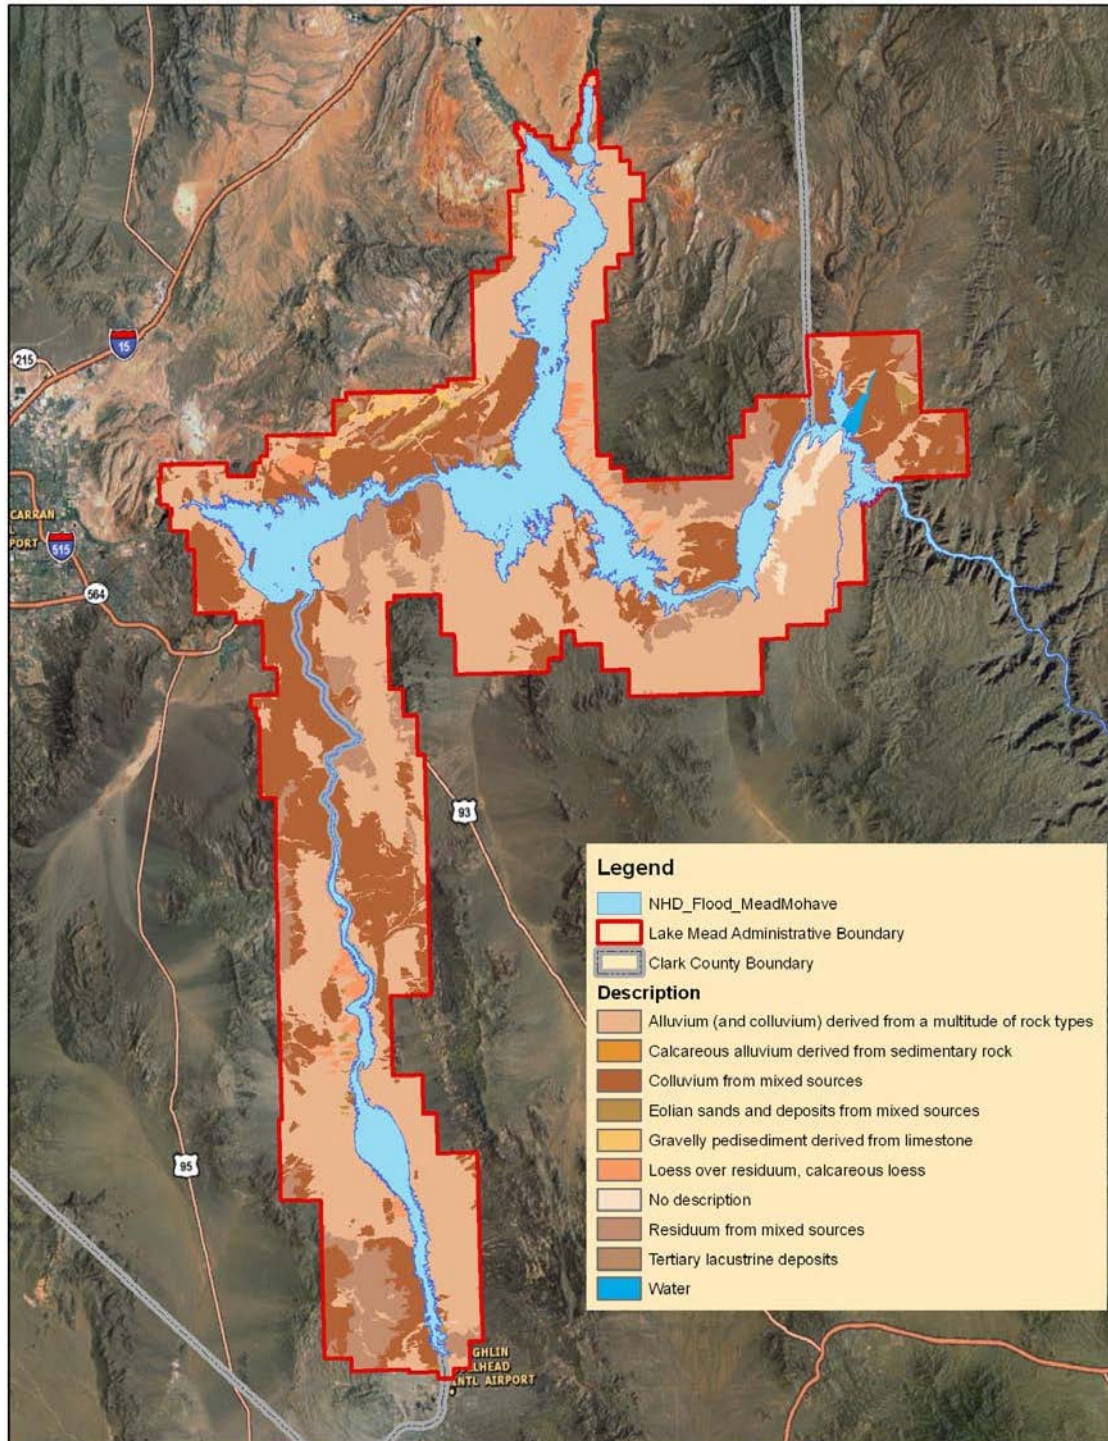 15
215
CARRAN
PORT
515
564
93
95
GHLIN
LHEAD
NTL AIRPORT
Legend
NHD_Flood_MeadMohave
Lake Mead Administrative Boundary
Clark County Boundary
Description
Alluvium (and colluvium) derived from a multitude of rock types
Calcareous alluvium derived from sedimentary rock
Colluvium from mixed sources
Eolian sands and deposits from mixed sources
Gravelly pedisediment derived from limestone
Loess over residuum, calcareous loess
No description
Residuum from mixed sources
Tertiary lacustrine deposits
Water